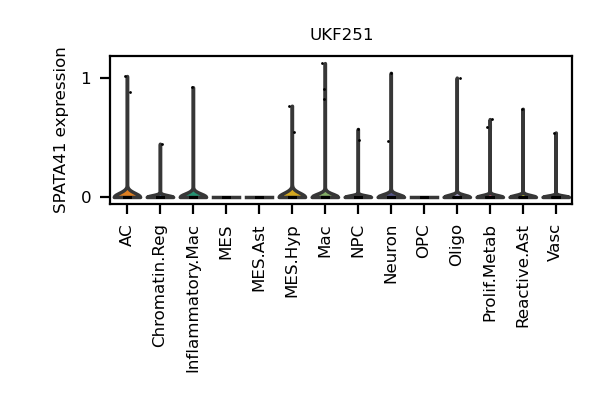 UKF251
SPATA41 expression
1
0
AC
Chromatin.Reg
Inflammatory.Mac
MES
MES.Ast
MES.Hyp
Mac
NPC
Neuron
OPC
Oligo
Prolif.Metab
Reactive.Ast
Vasc